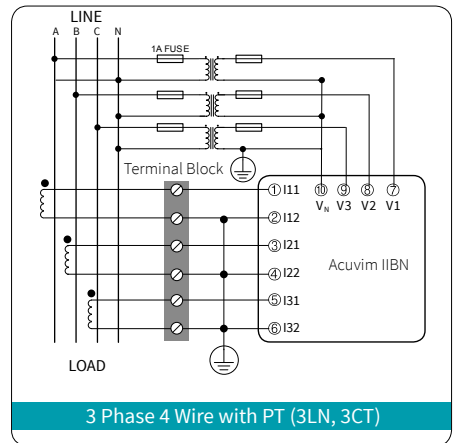 LINE
A B C N
1A FUSE
Terminal Block
① I11
② I12
③ I21
④ I22
⑤ I31
⑥ I32
⑩ ⑨ ⑧ ⑦
VN V3 V2 V1
Acuvim IIBN
LOAD
3 Phase 4 Wire with PT (3LN, 3CT)